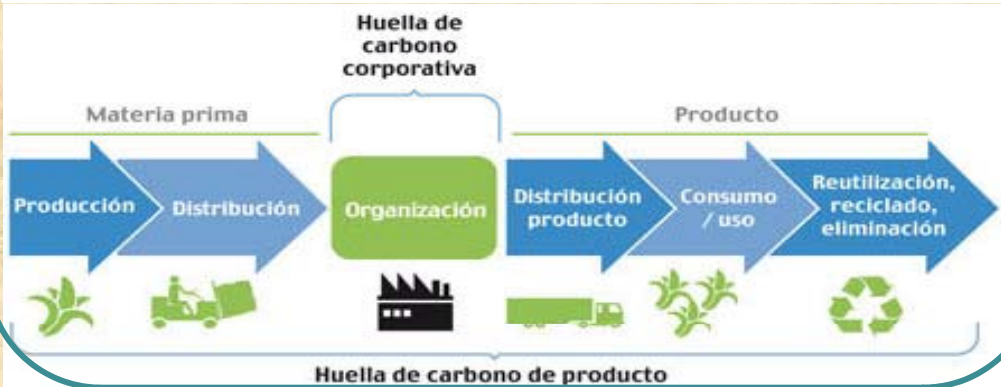 Huella de
carbono
corporativa
Materia prima
Producto
Producción
Distribución
Organización
Distribución
producto
Consumo
/ uso
Reutilización,
reciclado,
eliminación
Huella de carbono de producto